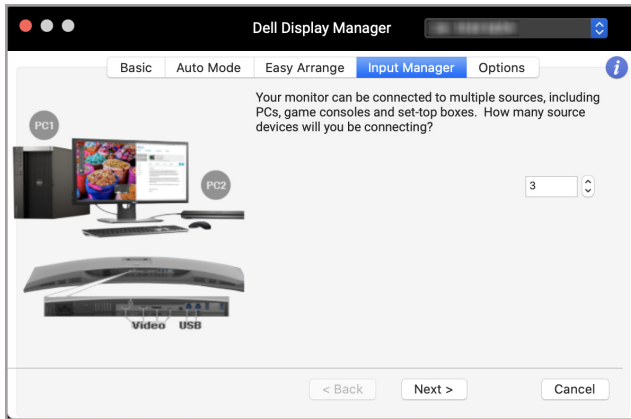 Dell Display Manager
Basic Auto Mode Easy Arrange Input Manager Options i
Your monitor can be connected to multiple sources, including
PCs, game consoles and set-top boxes. How many source
devices will you be connecting?
PC1
PC2
3
Video USB
< Back Next > Cancel